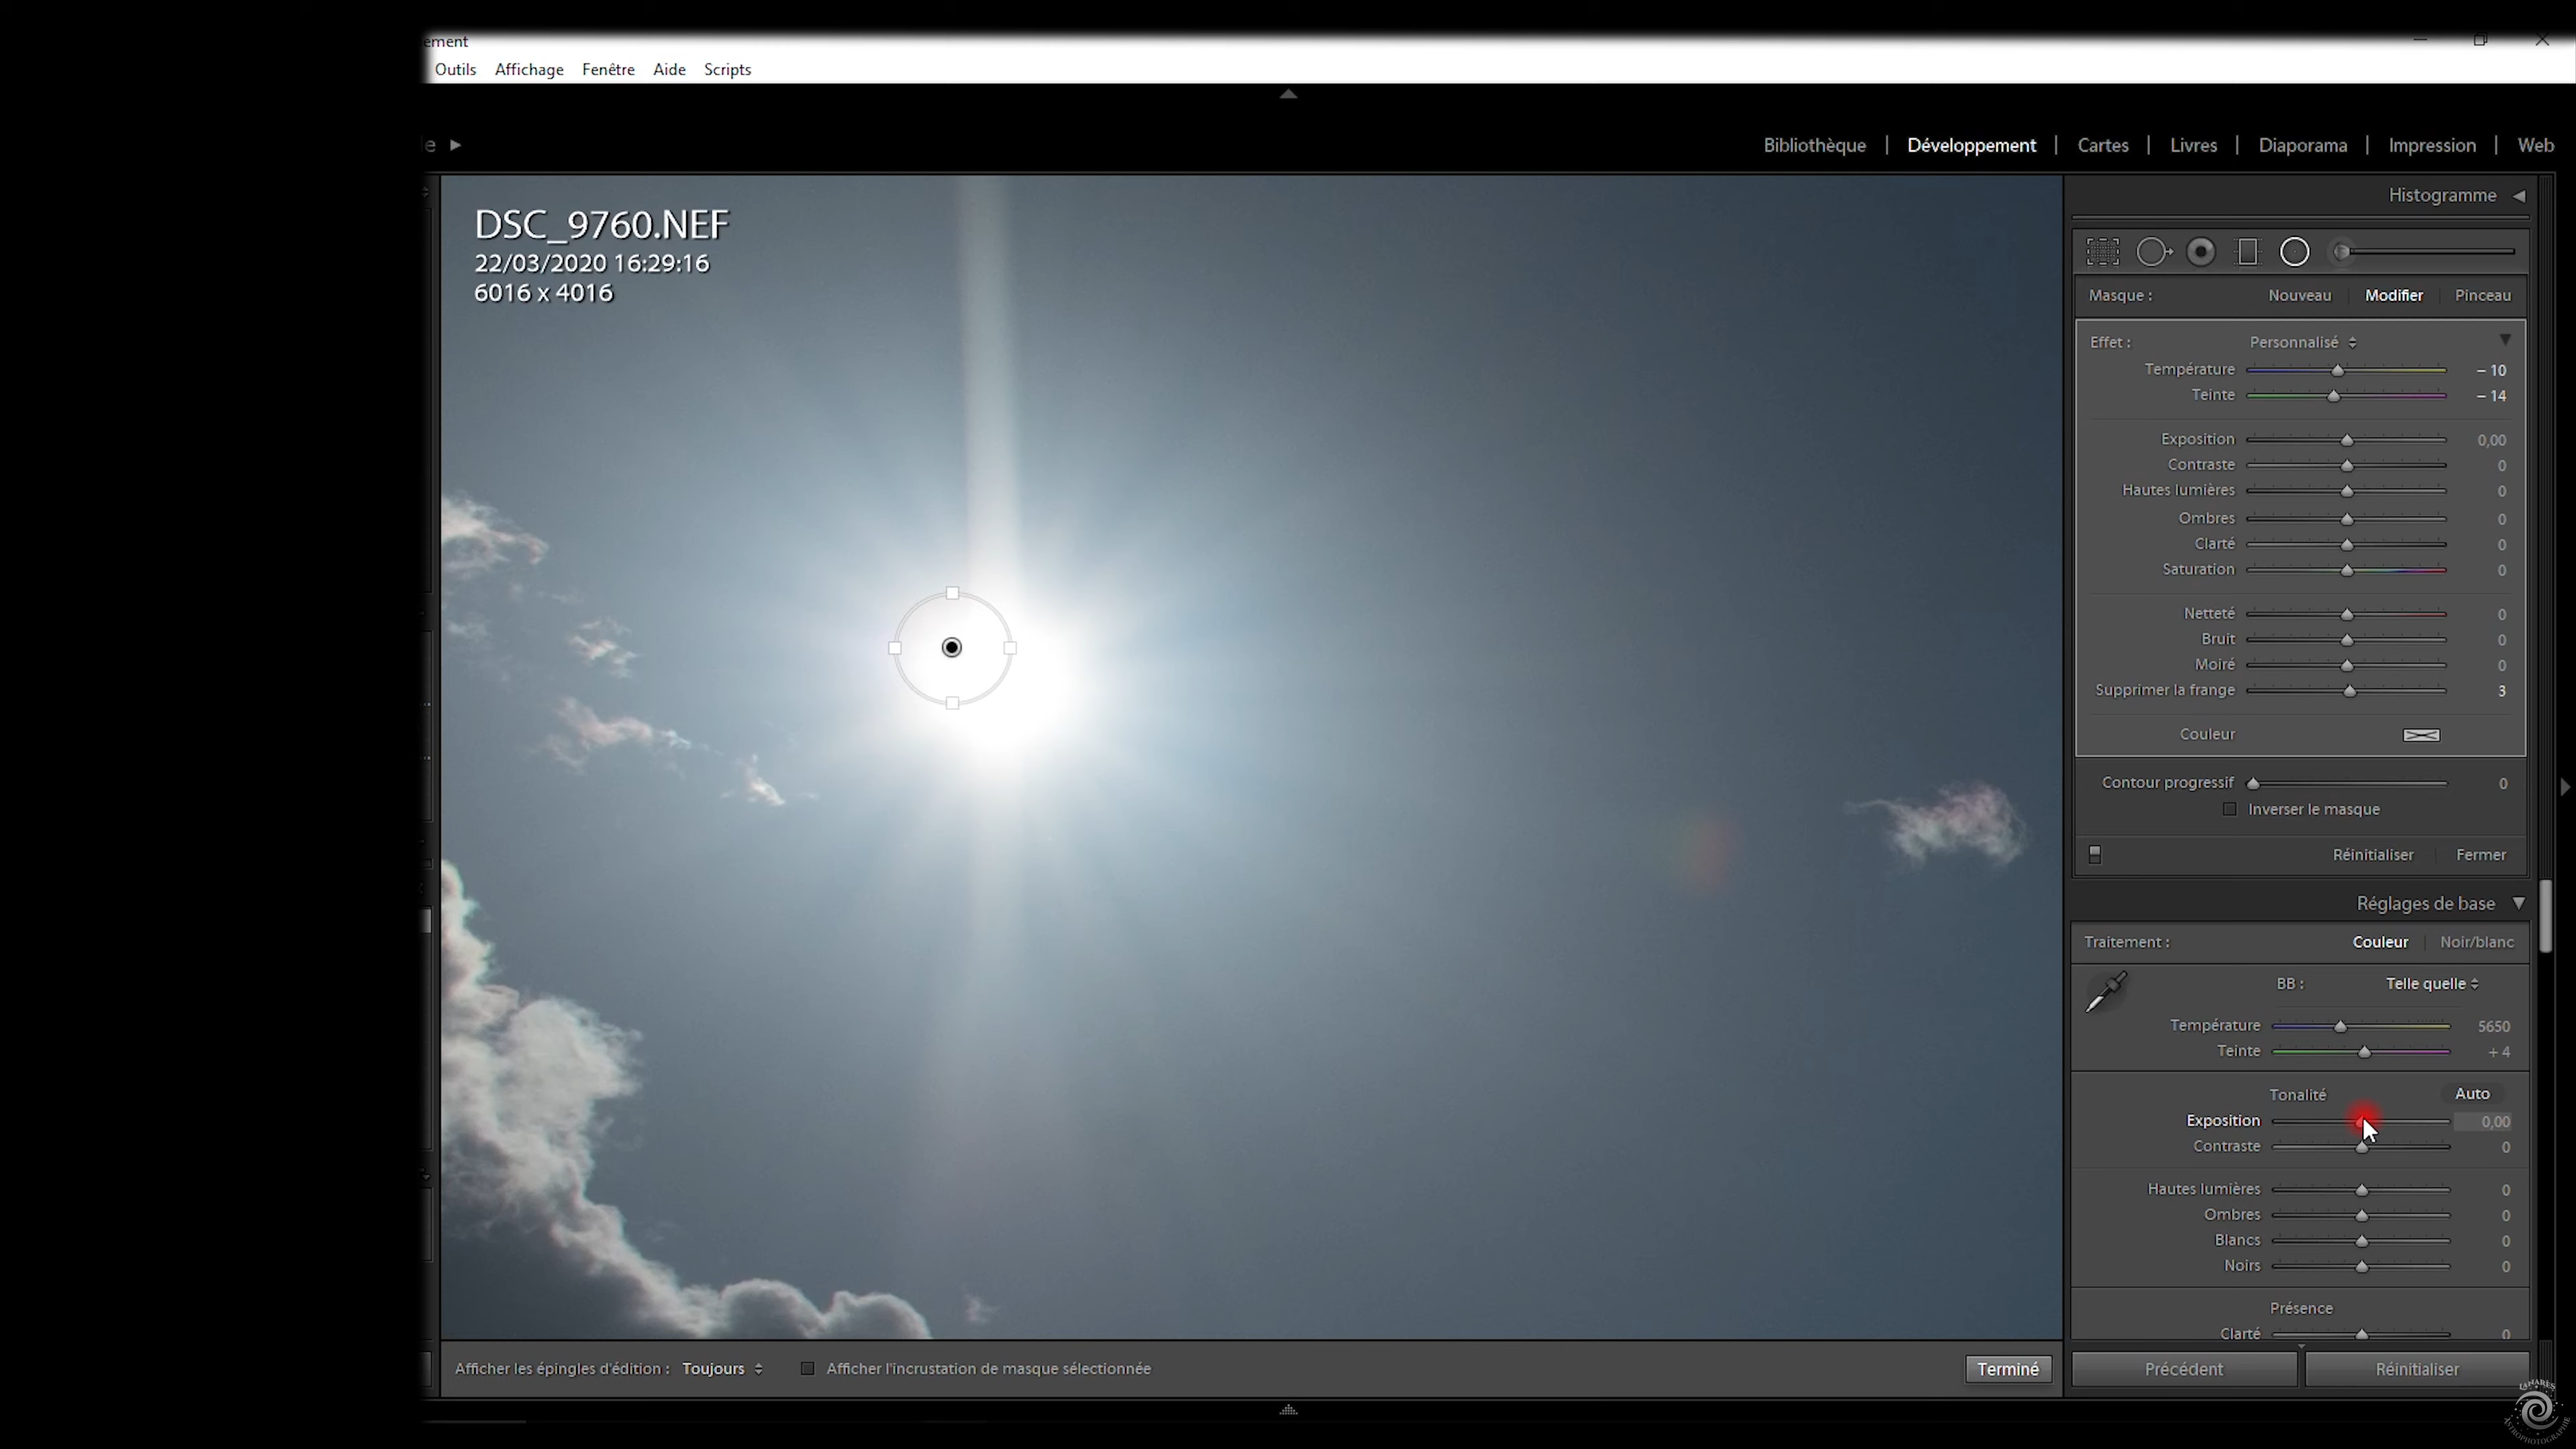 ement
Outils Affichage Fenêtre Aide Scripts
Bibliothèque | Développement | Cartes | Livres | Diaporama | Impression | Web
DSC_9760.NEF
22/03/2020 16:29:16
6016 x 4016
Histogramme
Masque : Nouveau Modifier Pinceau
Effet : Personnalisé
Température – 10
Teinte – 14
Exposition 0,00
Contraste 0
Hautes lumières 0
Ombres 0
Clarté 0
Saturation 0
Netteté 0
Bruit 0
Moiré 0
Supprimer la frange 3
Couleur
Contour progressif 0
Inverser le masque
Réinitialiser Fermer
Réglages de base
Traitement : Couleur Noir/blanc
BB : Telle quelle
Température 5650
Teinte + 4
Tonalité Auto
Exposition 0,00
Contraste 0
Hautes lumières 0
Ombres 0
Blancs 0
Noirs 0
Présence
Clarté 0
Afficher les épingles d'édition : Toujours Afficher l'incrustation de masque sélectionnée Terminé
Précédent Réinitialiser